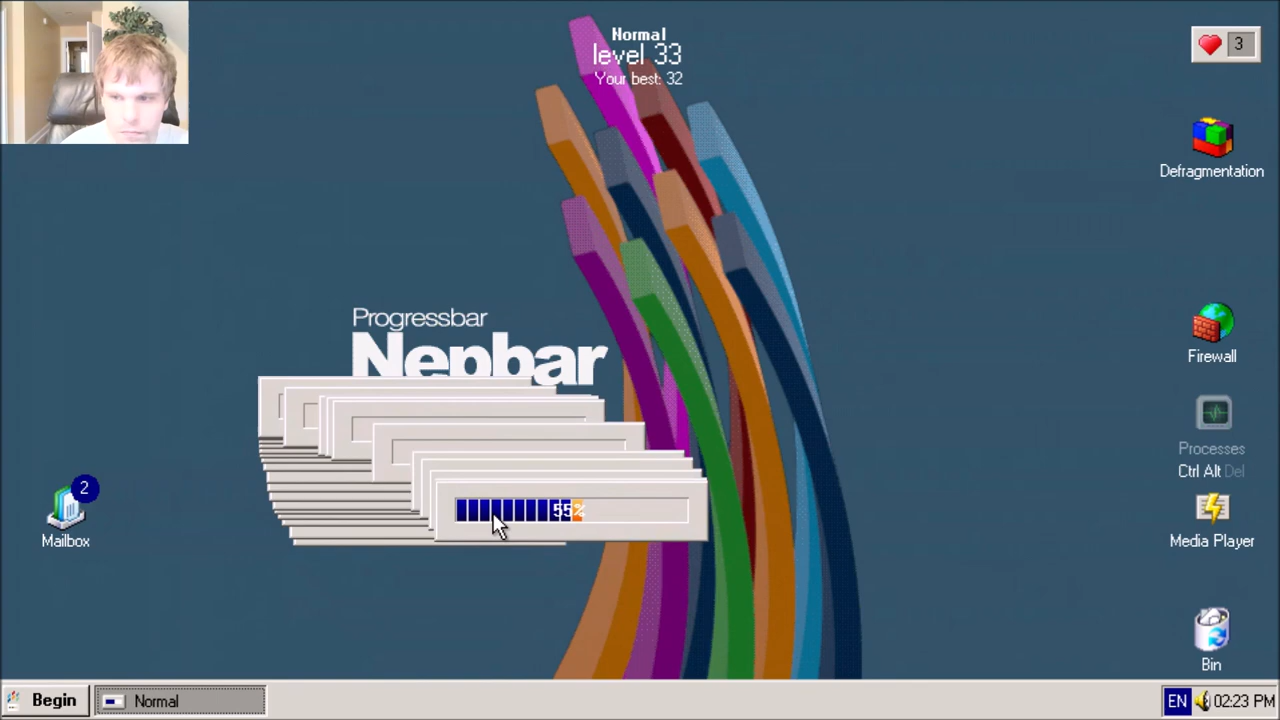 Normal
level 33
Your best: 32
3
Defragmentation
Progressbar
Nepbar
Firewall
Processes
Ctrl Alt Del
2
Mailbox
55%
Media Player
Bin
Begin
Normal
EN
02:23 PM